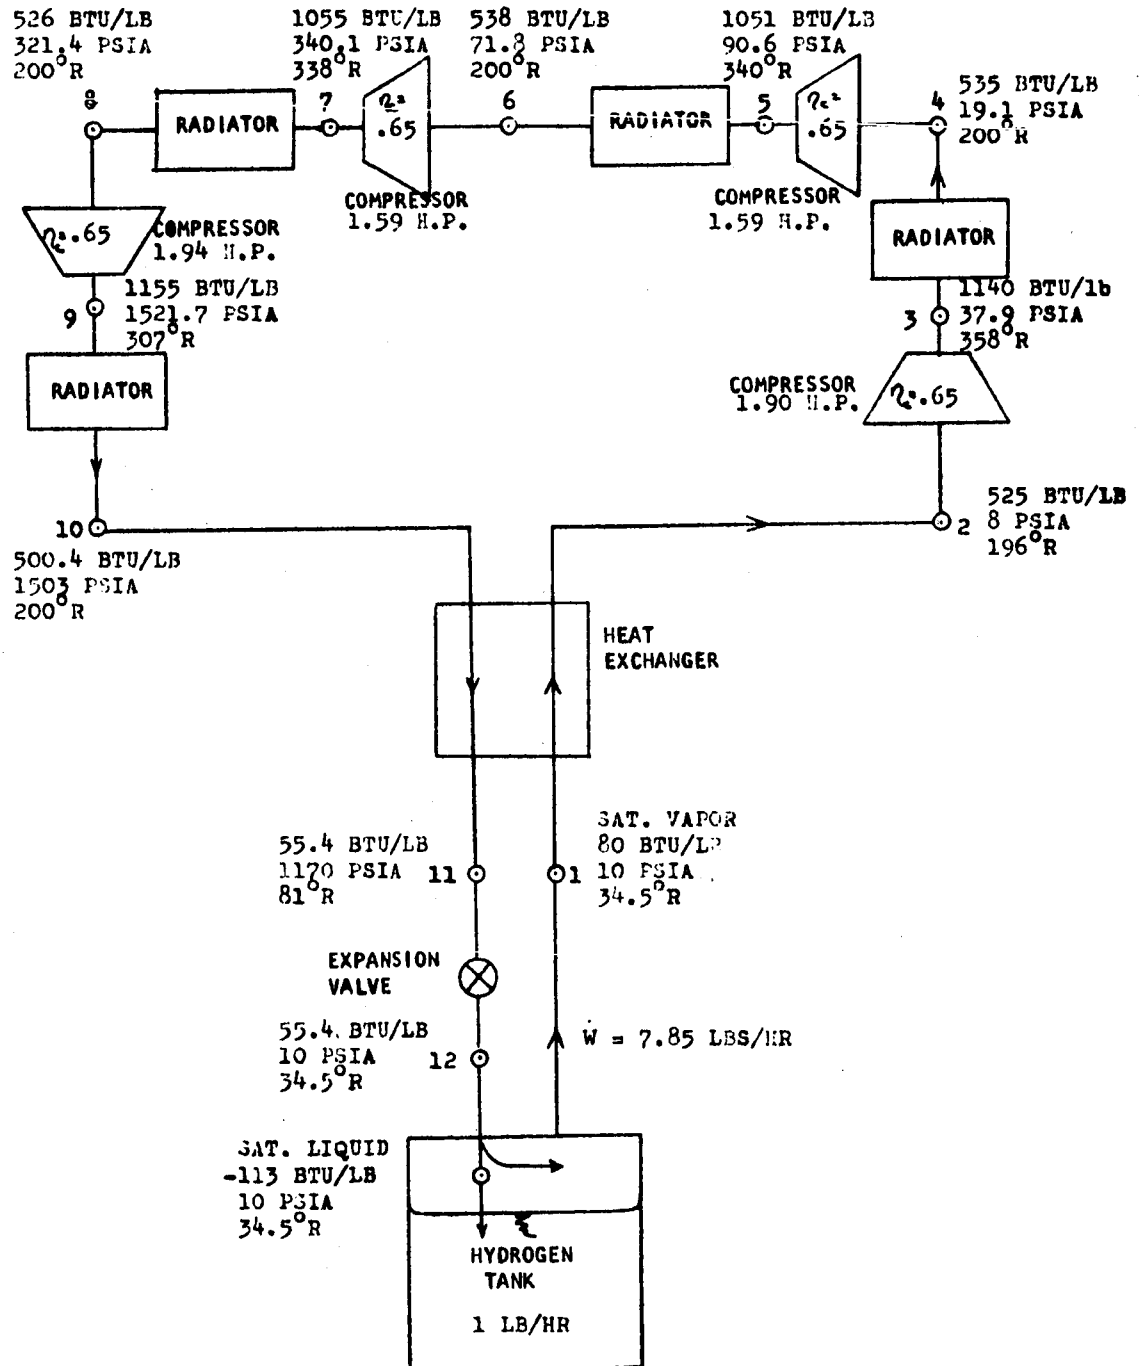 526 BTU/LB
321.4 PSIA
200°R
8
RADIATOR
1055 BTU/LB
340.1 PSIA
338°R
7
.65
COMPRESSOR
1.59 H.P.
538 BTU/LB
71.8 PSIA
200°R
6
RADIATOR
1051 BTU/LB
90.6 PSIA
340°R
5
ηc=
.65
COMPRESSOR
1.59 H.P.
535 BTU/LB
19.1 PSIA
200°R
4
RADIATOR
1140 BTU/lb
37.9 PSIA
358°R
3
COMPRESSOR
1.90 H.P.
ηc=.65
525 BTU/LB
8 PSIA
196°R
2
ηc=.65
COMPRESSOR
1.94 H.P.
1155 BTU/LB
1521.7 PSIA
307°R
9
RADIATOR
10
500.4 BTU/LB
1503 PSIA
200°R
HEAT
EXCHANGER
55.4 BTU/LB
1170 PSIA
81°R
11
SAT. VAPOR
80 BTU/LB
10 PSIA
34.5°R
1
EXPANSION
VALVE
55.4 BTU/LB
10 PSIA
34.5°R
12
Ẇ = 7.85 LBS/HR
SAT. LIQUID
-113 BTU/LB
10 PSIA
34.5°R
HYDROGEN
TANK
1 LB/HR